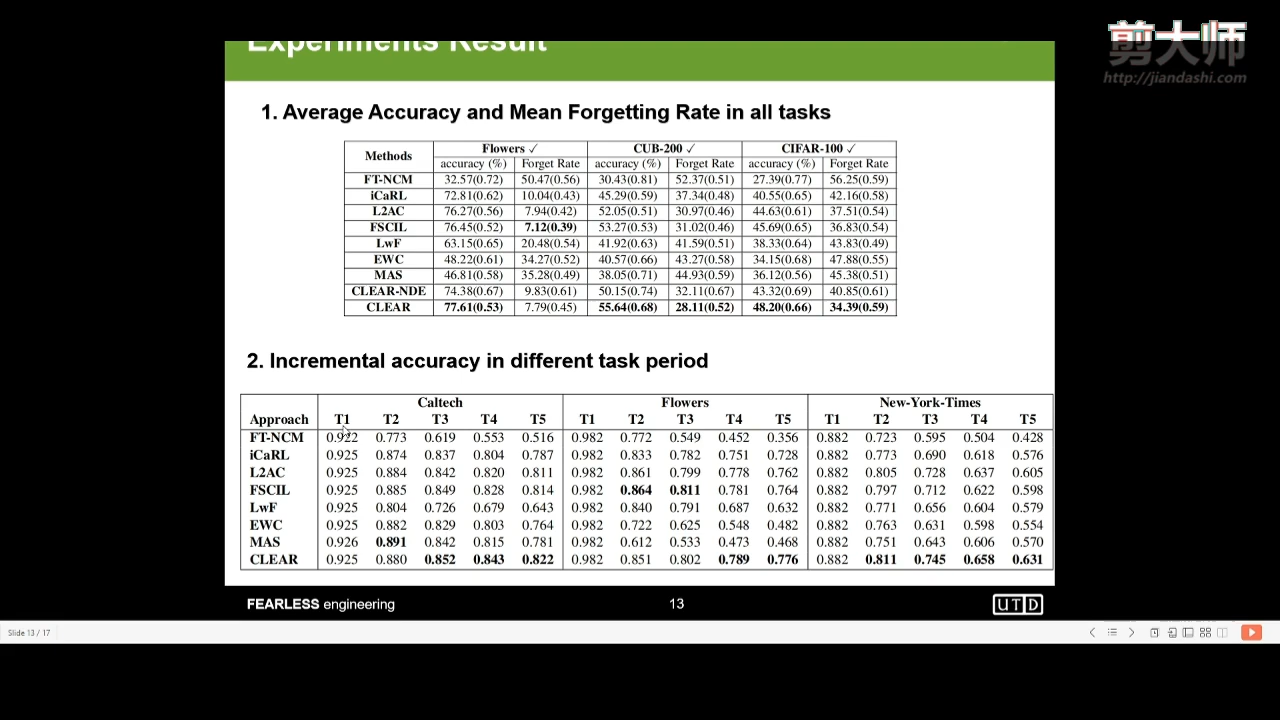 剪大师
http://jiandashi.com
Experiments Result
1. Average Accuracy and Mean Forgetting Rate in all tasks
Methods Flowers ✓ CUB-200 ✓ CIFAR-100 ✓
accuracy (%) Forget Rate accuracy (%) Forget Rate accuracy (%) Forget Rate
FT-NCM 32.57(0.72) 50.47(0.56) 30.43(0.81) 52.37(0.51) 27.39(0.77) 56.25(0.59)
iCaRL 72.81(0.62) 10.04(0.43) 45.29(0.59) 37.34(0.48) 40.55(0.65) 42.16(0.58)
L2AC 76.27(0.56) 7.94(0.42) 52.05(0.51) 30.97(0.46) 44.63(0.61) 37.51(0.54)
FSCIL 76.45(0.52) 7.12(0.39) 53.27(0.53) 31.02(0.46) 45.69(0.65) 36.83(0.54)
LwF 63.15(0.65) 20.48(0.54) 41.92(0.63) 41.59(0.51) 38.33(0.64) 43.83(0.49)
EWC 48.22(0.61) 34.27(0.52) 40.57(0.66) 43.27(0.58) 34.15(0.68) 47.88(0.55)
MAS 46.81(0.58) 35.28(0.49) 38.05(0.71) 44.93(0.59) 36.12(0.56) 45.38(0.51)
CLEAR-NDE 74.38(0.67) 9.83(0.61) 50.15(0.74) 32.11(0.67) 43.32(0.69) 40.85(0.61)
CLEAR 77.61(0.53) 7.79(0.45) 55.64(0.68) 28.11(0.52) 48.20(0.66) 34.39(0.59)
2. Incremental accuracy in different task period
Caltech Flowers New-York-Times
Approach T1 T2 T3 T4 T5 T1 T2 T3 T4 T5 T1 T2 T3 T4 T5
FT-NCM 0.922 0.773 0.619 0.553 0.516 0.982 0.772 0.549 0.452 0.356 0.882 0.723 0.595 0.504 0.428
iCaRL 0.925 0.874 0.837 0.804 0.787 0.982 0.833 0.782 0.751 0.728 0.882 0.773 0.690 0.618 0.576
L2AC 0.925 0.884 0.842 0.820 0.811 0.982 0.861 0.799 0.778 0.762 0.882 0.805 0.728 0.637 0.605
FSCIL 0.925 0.885 0.849 0.828 0.814 0.982 0.864 0.811 0.781 0.764 0.882 0.797 0.712 0.622 0.598
LwF 0.925 0.804 0.726 0.679 0.643 0.982 0.840 0.791 0.687 0.632 0.882 0.771 0.656 0.604 0.579
EWC 0.925 0.882 0.829 0.803 0.764 0.982 0.722 0.625 0.548 0.482 0.882 0.763 0.631 0.598 0.554
MAS 0.926 0.891 0.842 0.815 0.781 0.982 0.612 0.533 0.473 0.468 0.882 0.751 0.643 0.606 0.570
CLEAR 0.925 0.880 0.852 0.843 0.822 0.982 0.851 0.802 0.789 0.776 0.882 0.811 0.745 0.658 0.631
FEARLESS engineering 13 UTD
Slide 13 / 17